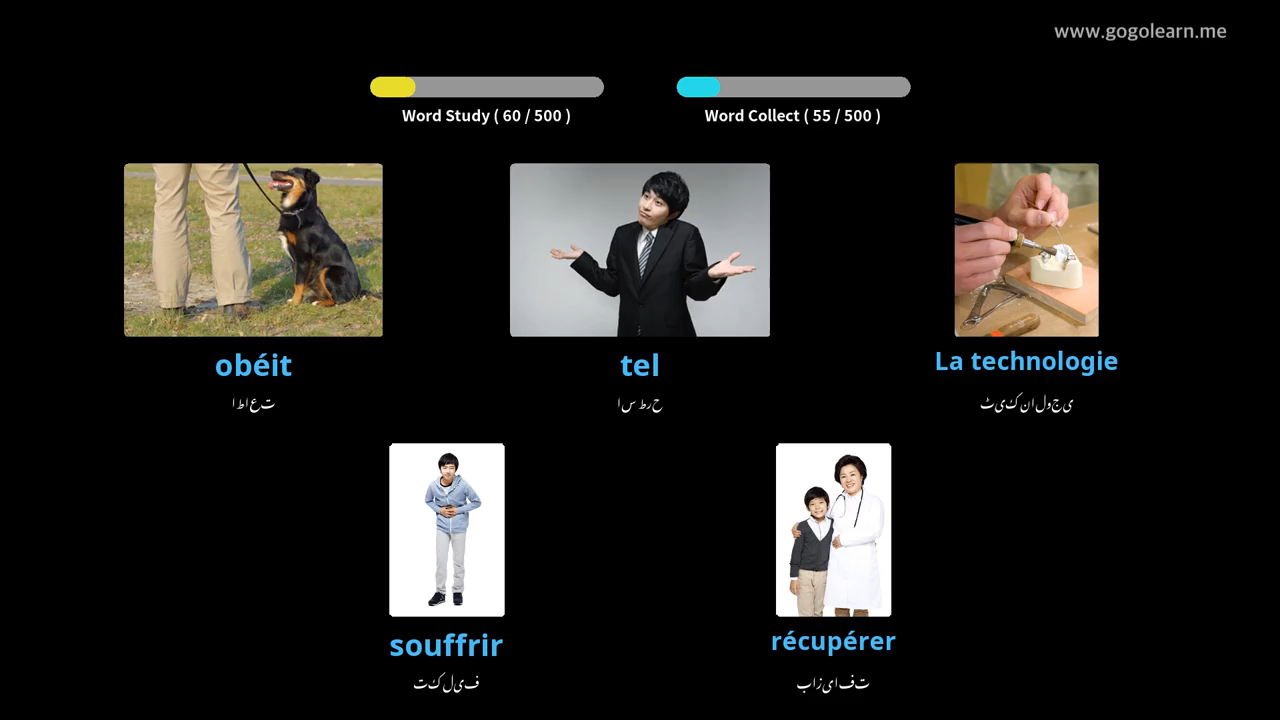 www.gogolearn.me
Word Study ( 60 / 500 )
Word Collect ( 55 / 500 )
obéit
tel
La technologie
اطاعت
اس طرح
ٹیکنالوجی
souffrir
récupérer
تکلیف
بازیافت